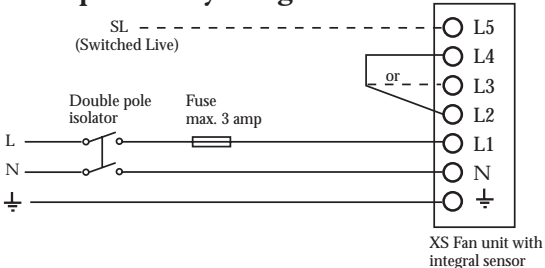 SL
(Switched Live)
L5
L4
or
L3
Double pole
isolator
Fuse
max. 3 amp
L2
L
L1
N
N
XS Fan unit with
integral sensor